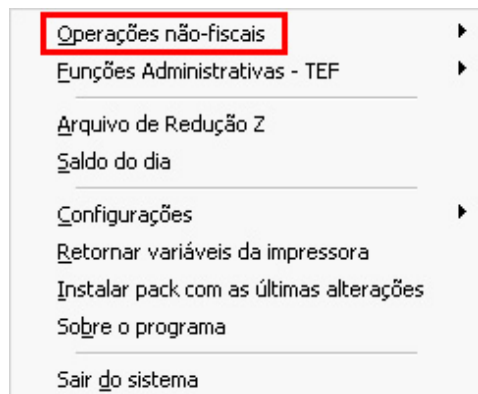 Operações não-fiscais
Funções Administrativas - TEF
Arquivo de Redução Z
Saldo do dia
Configurações
Retornar variáveis da impressora
Instalar pack com as últimas alterações
Sobre o programa
Sair do sistema